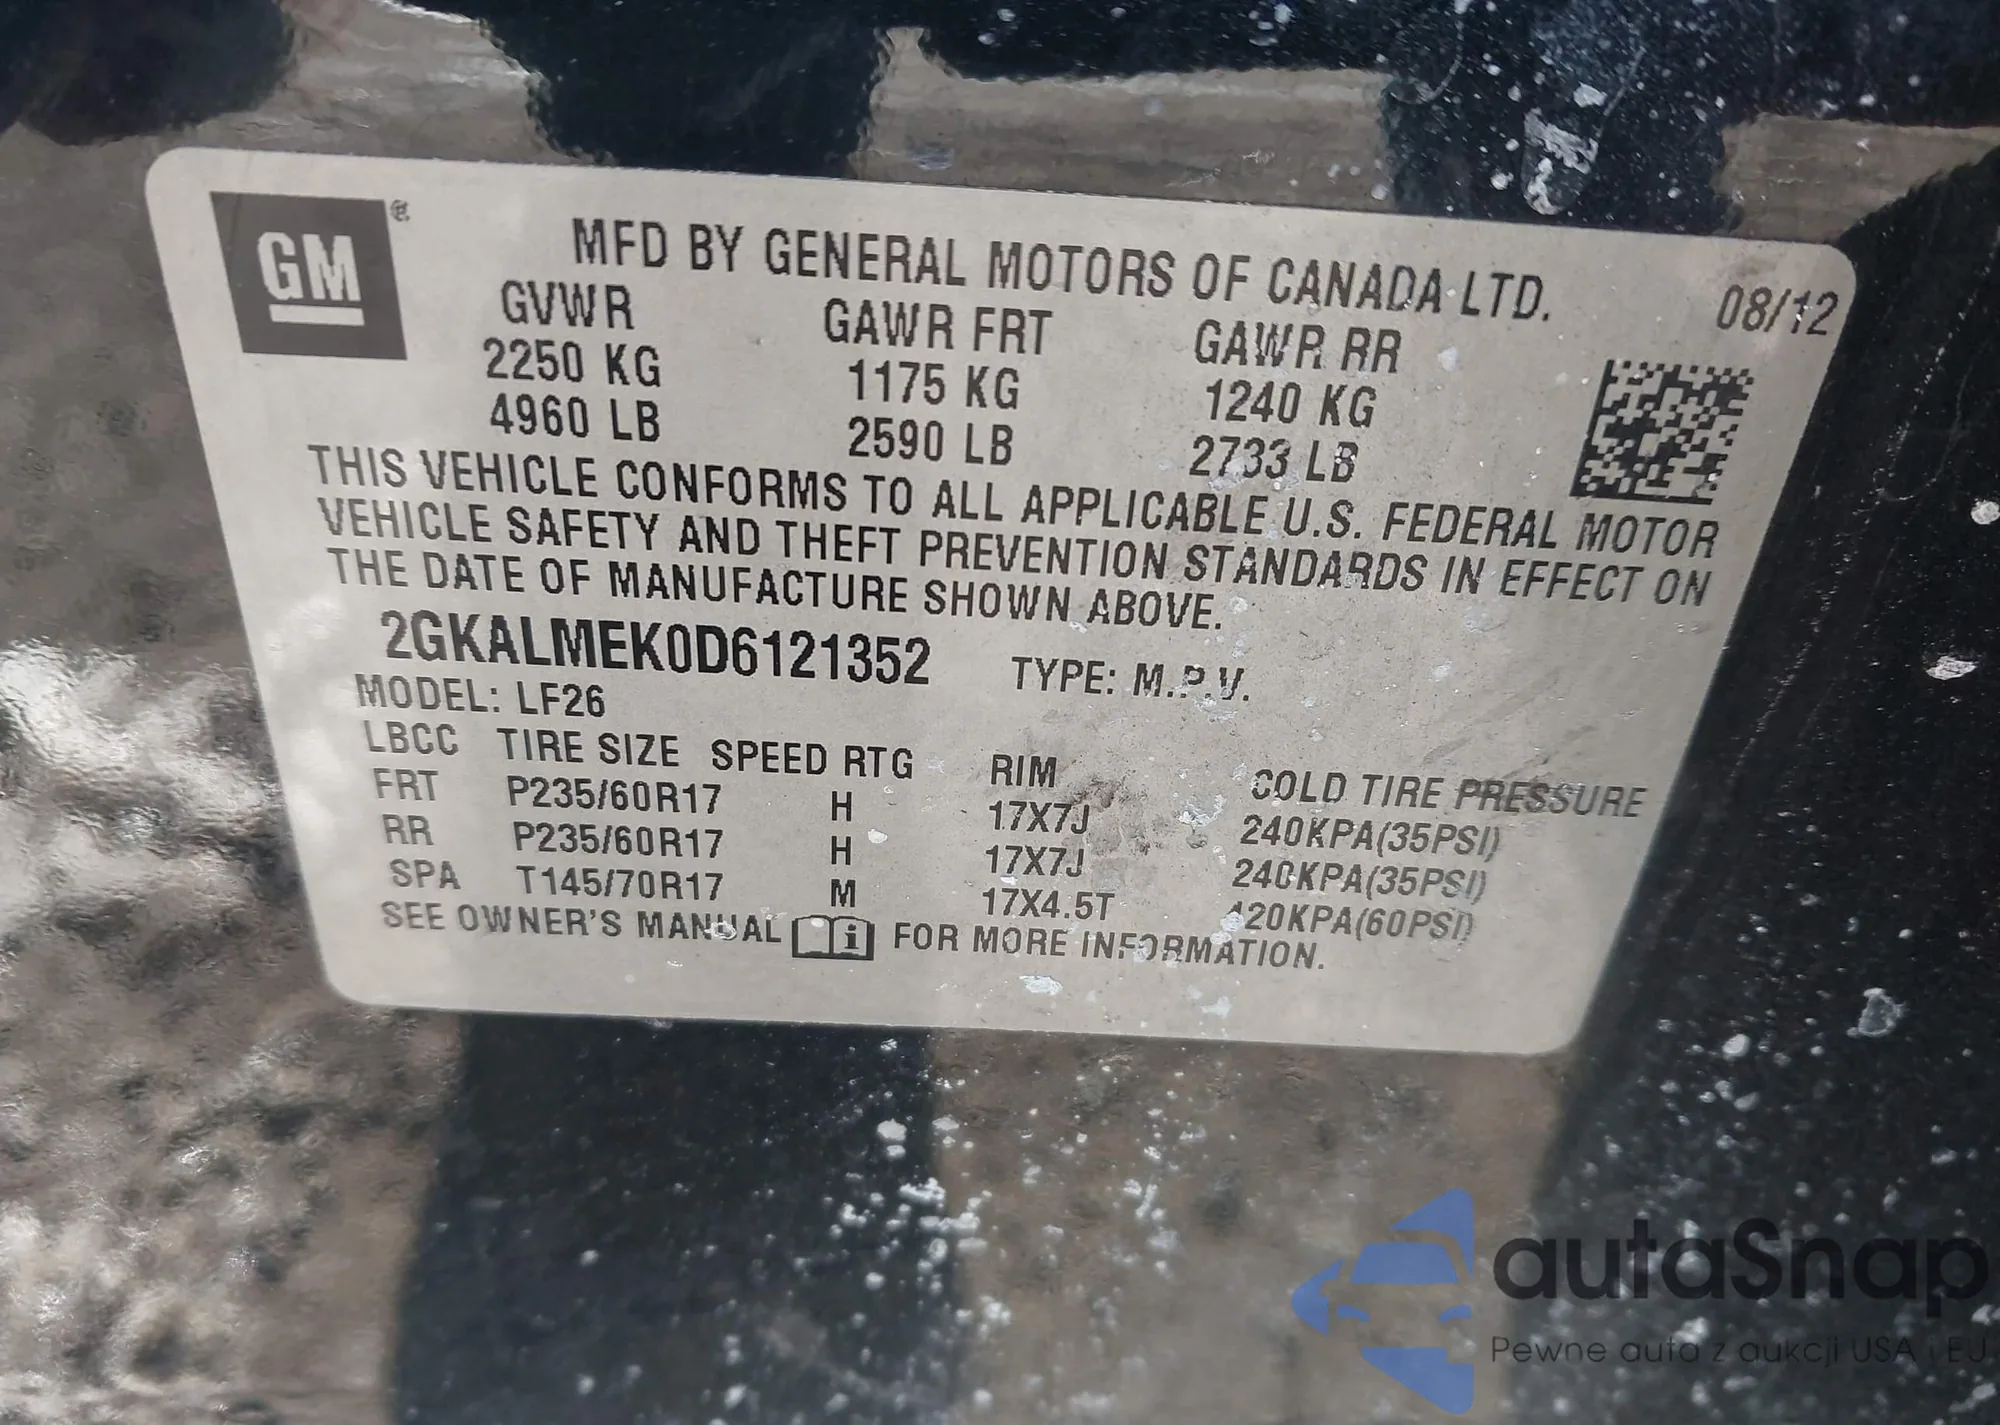 GM ®
MFD BY GENERAL MOTORS OF CANADA LTD.
08/12
GVWR GAWR FRT GAWR RR
2250 KG 1175 KG 1240 KG
4960 LB 2590 LB 2733 LB
THIS VEHICLE CONFORMS TO ALL APPLICABLE U.S. FEDERAL MOTOR
VEHICLE SAFETY AND THEFT PREVENTION STANDARDS IN EFFECT ON
THE DATE OF MANUFACTURE SHOWN ABOVE.
2GKALMEK0D6121352 TYPE: M.P.V.
MODEL: LF26
LBCC TIRE SIZE SPEED RTG RIM COLD TIRE PRESSURE
FRT P235/60R17 H 17X7J 240KPA(35PSI)
RR P235/60R17 H 17X7J 240KPA(35PSI)
SPA T145/70R17 M 17X4.5T 420KPA(60PSI)
SEE OWNER'S MANUAL i FOR MORE INFORMATION.
autaSnap
Pewne auta z aukcji USA i EU